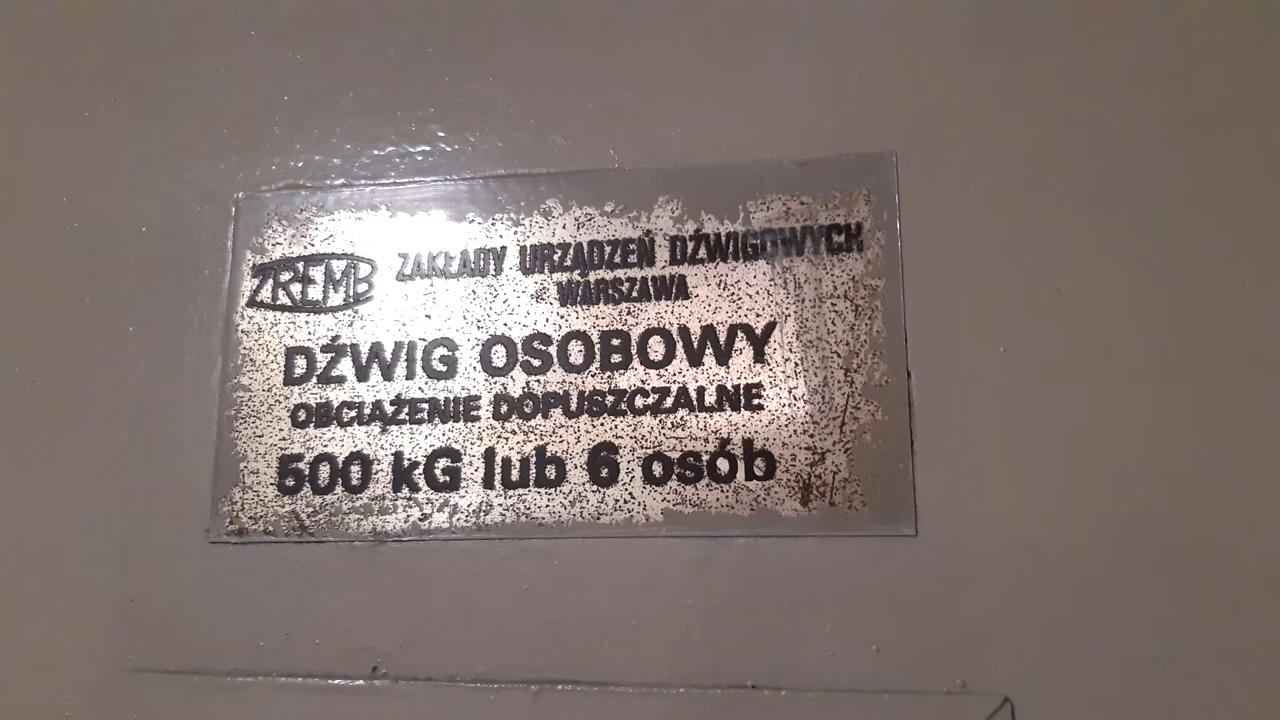 ZREMB ZAKŁADY URZĄDZEŃ DŹWIGOWYCH
WARSZAWA
DŹWIG OSOBOWY
OBCIĄŻENIE DOPUSZCZALNE
500 kG lub 6 osób